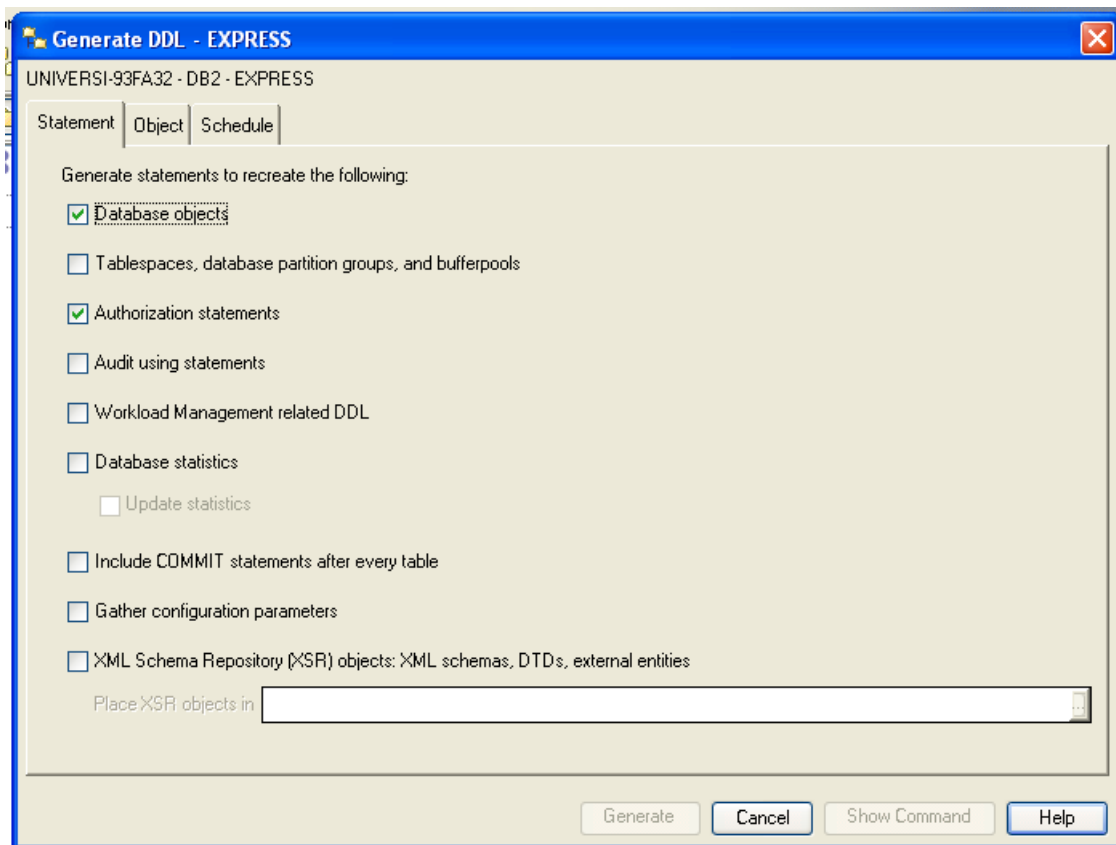 Generate DDL - EXPRESS
UNIVERSI-93FA32 - DB2 - EXPRESS
Statement Object Schedule
Generate statements to recreate the following:
Database objects
Tablespaces, database partition groups, and bufferpools
Authorization statements
Audit using statements
Workload Management related DDL
Database statistics
Update statistics
Include COMMIT statements after every table
Gather configuration parameters
XML Schema Repository (XSR) objects: XML schemas, DTDs, external entities
Place XSR objects in ...
Generate Cancel Show Command Help